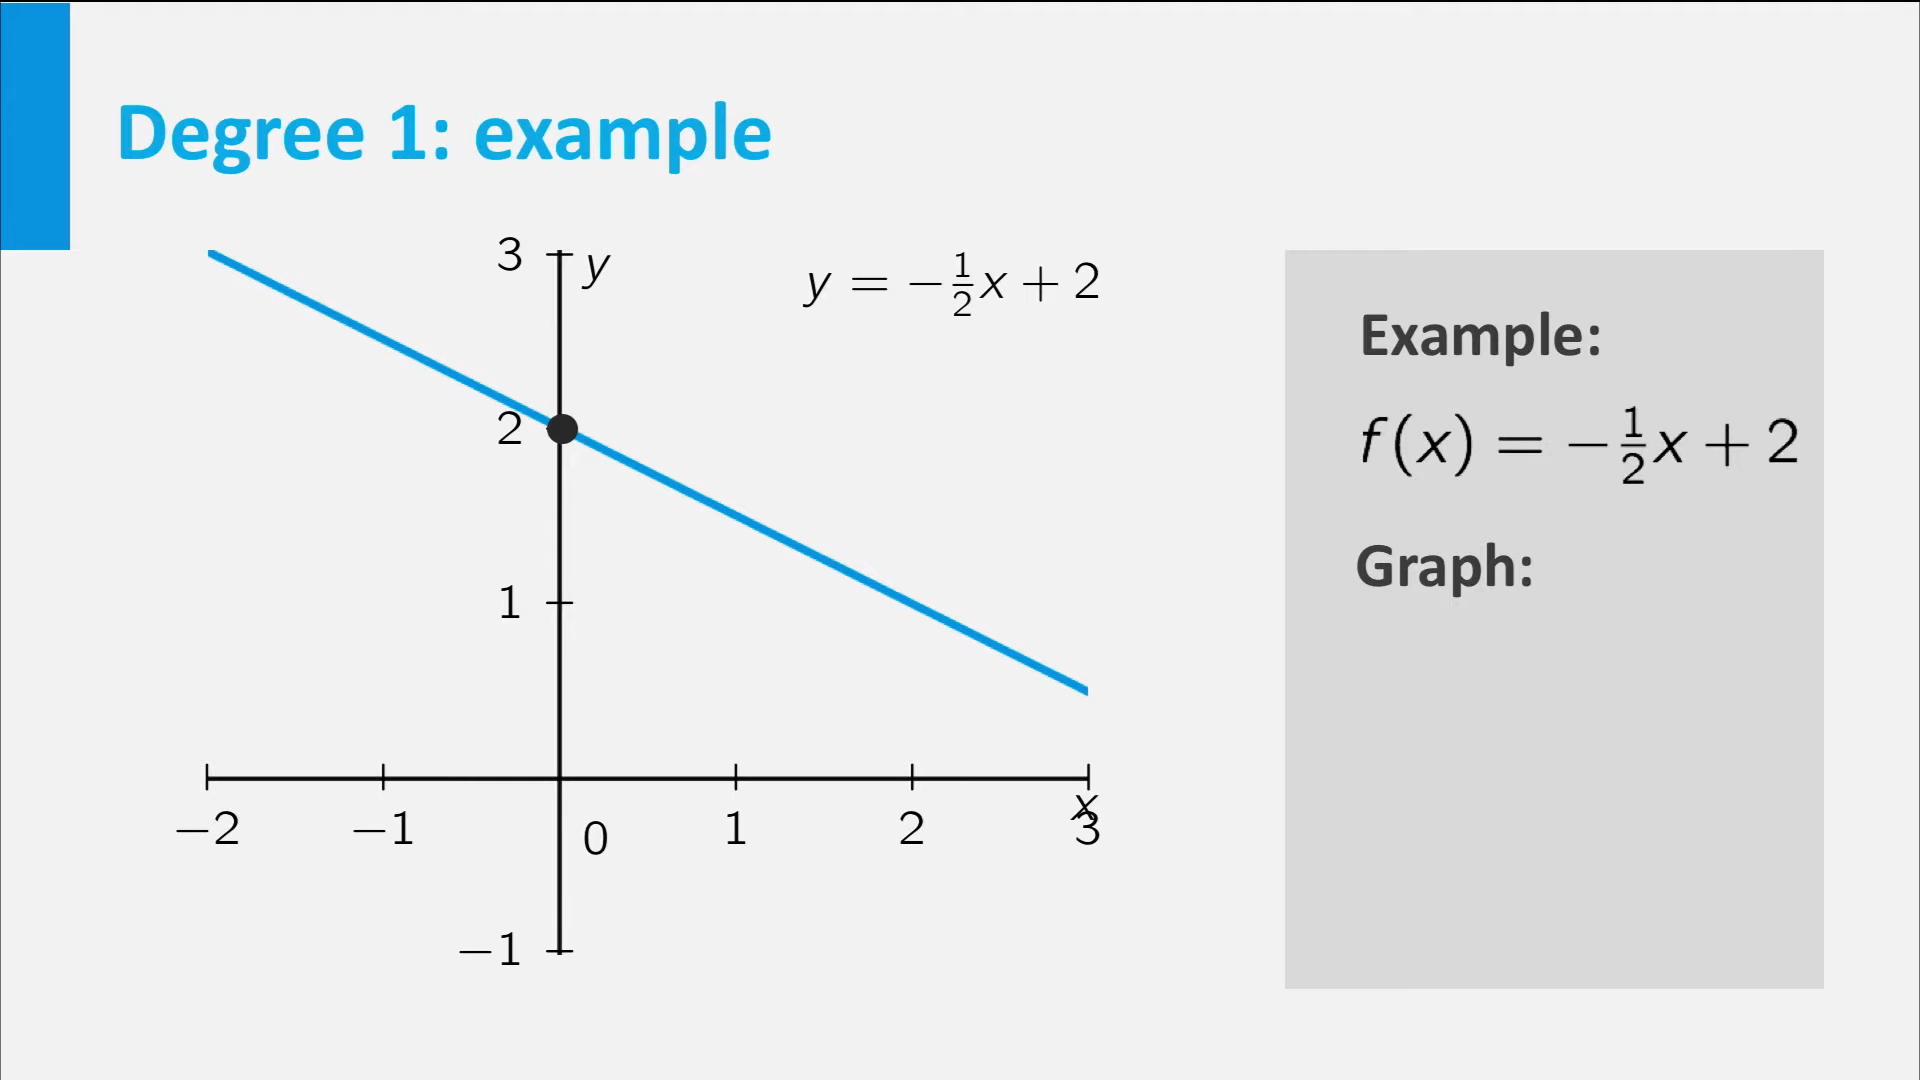 Degree 1: example
3
y
y = −½x + 2
2
1
−2
−1
0
1
2
x
3
−1
Example:
f(x) = −½x + 2
Graph: